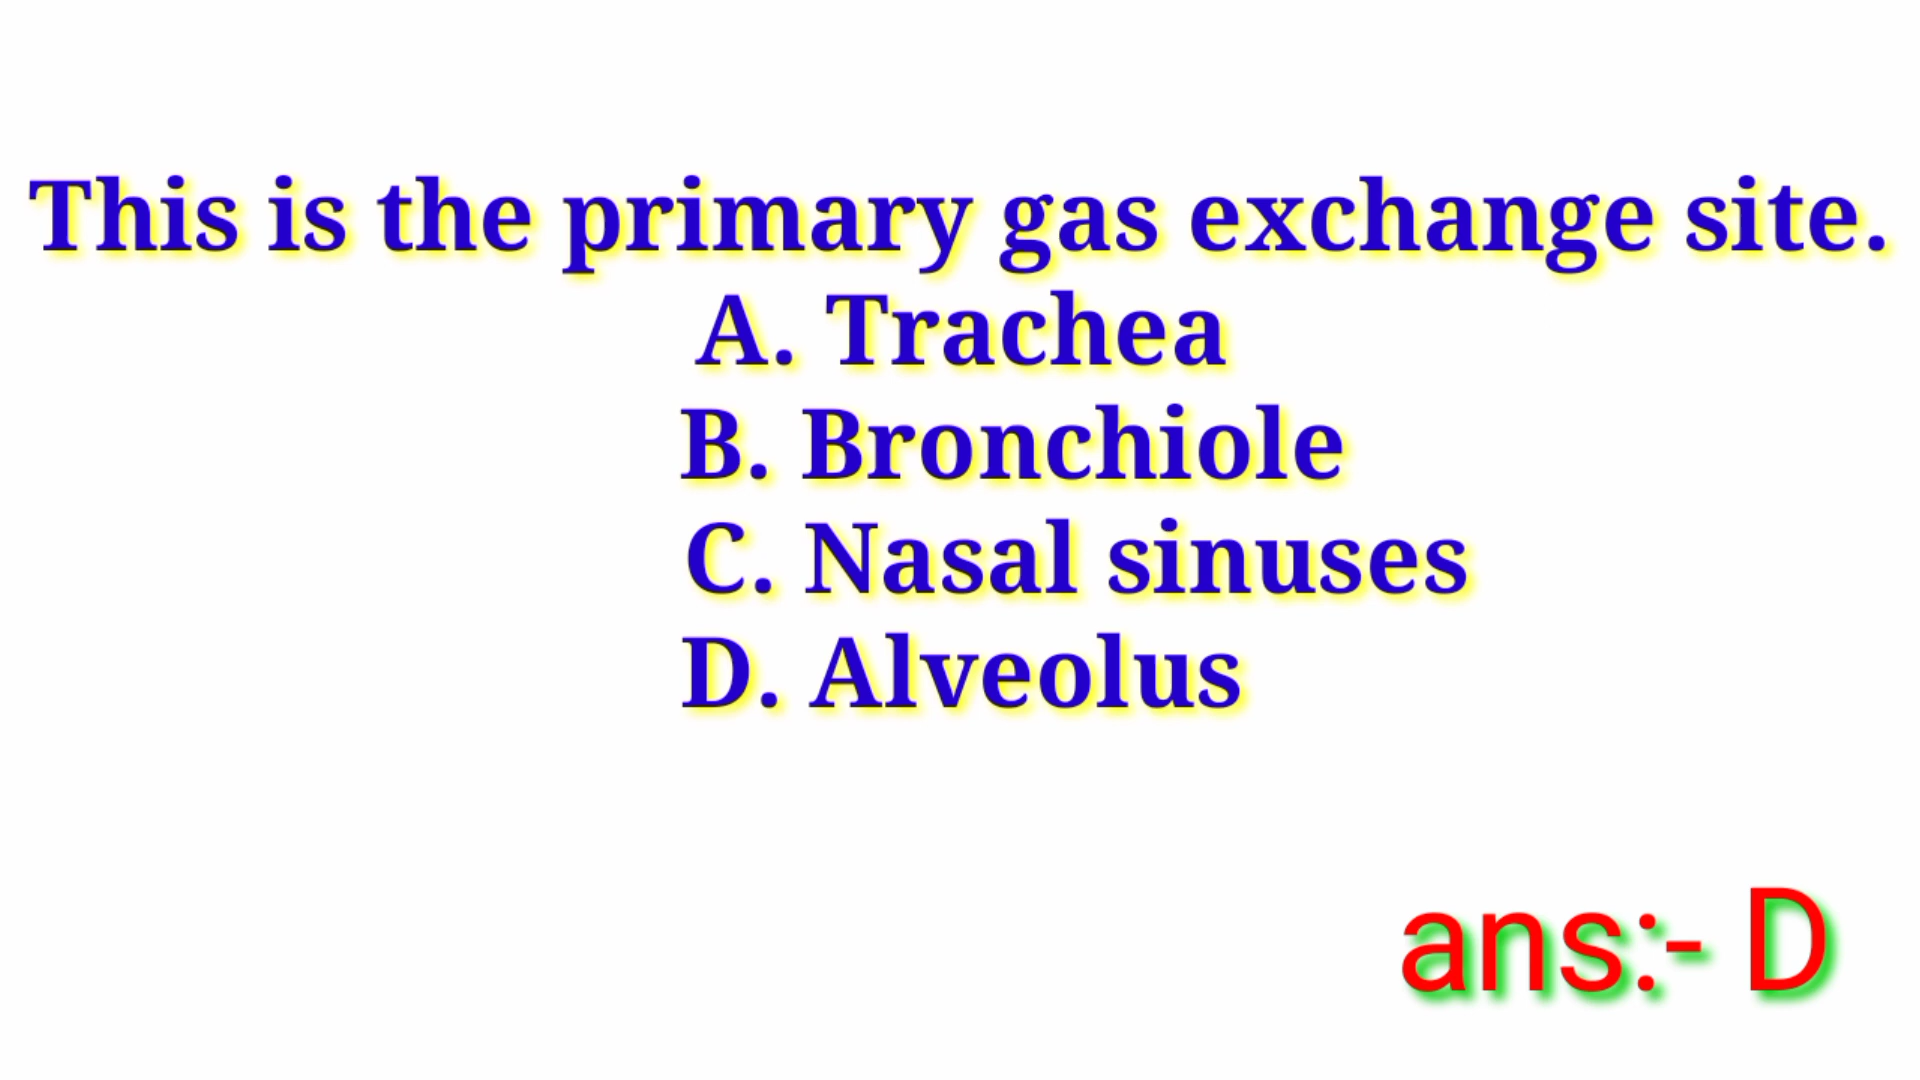 This is the primary gas exchange site.
A. Trachea
B. Bronchiole
C. Nasal sinuses
D. Alveolus
ans:- D